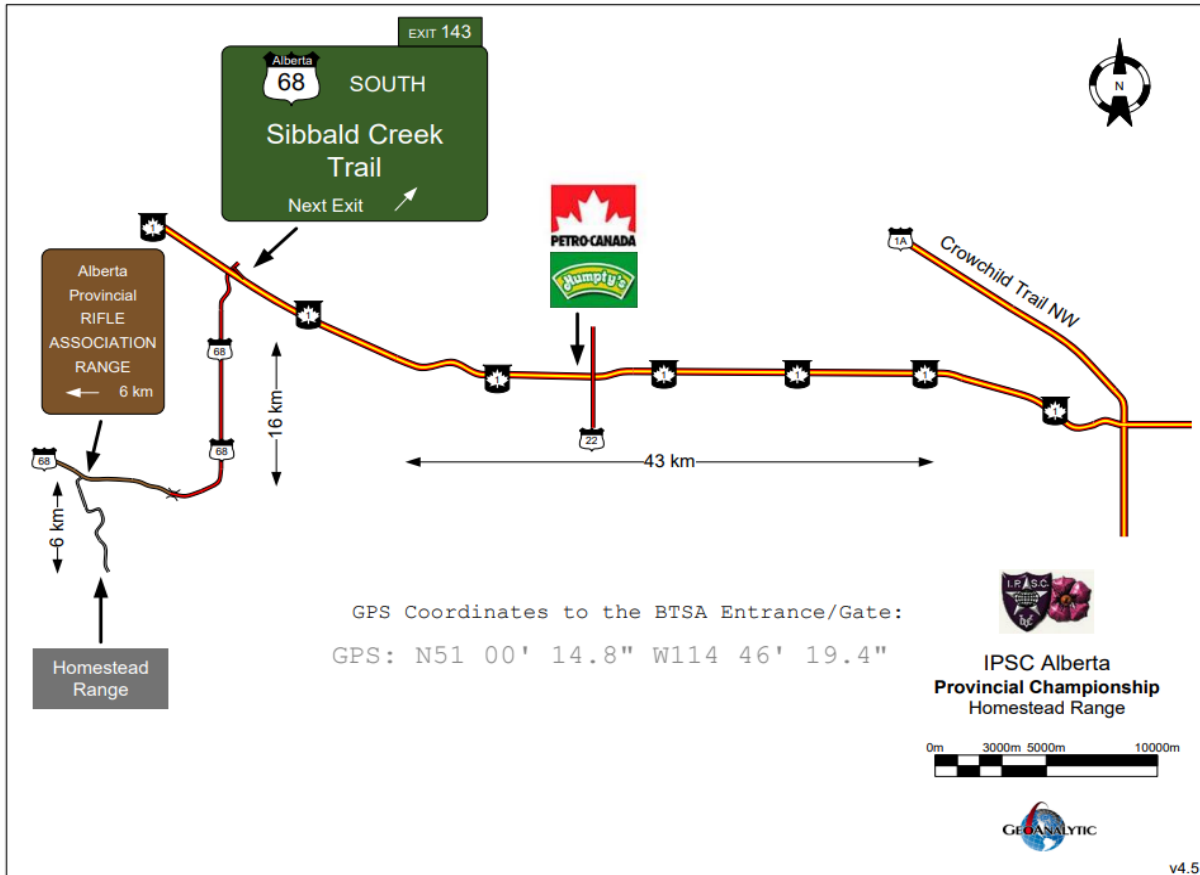 EXIT 143
Alberta
68
SOUTH
Sibbald Creek
Trail
Next Exit
N
1
PETRO-CANADA
Humpty's
1A
Crowchild Trail NW
Alberta
Provincial
RIFLE
ASSOCIATION
RANGE
6 km
1
68
16 km
1
1
1
1
1
22
68
43 km
68
6 km
GPS Coordinates to the BTSA Entrance/Gate:
GPS: N51 00' 14.8" W114 46' 19.4"
Homestead
Range
I.P.S.C.
IPSC Alberta
Provincial Championship
Homestead Range
0m 3000m 5000m 10000m
GEOANALYTIC
v4.5